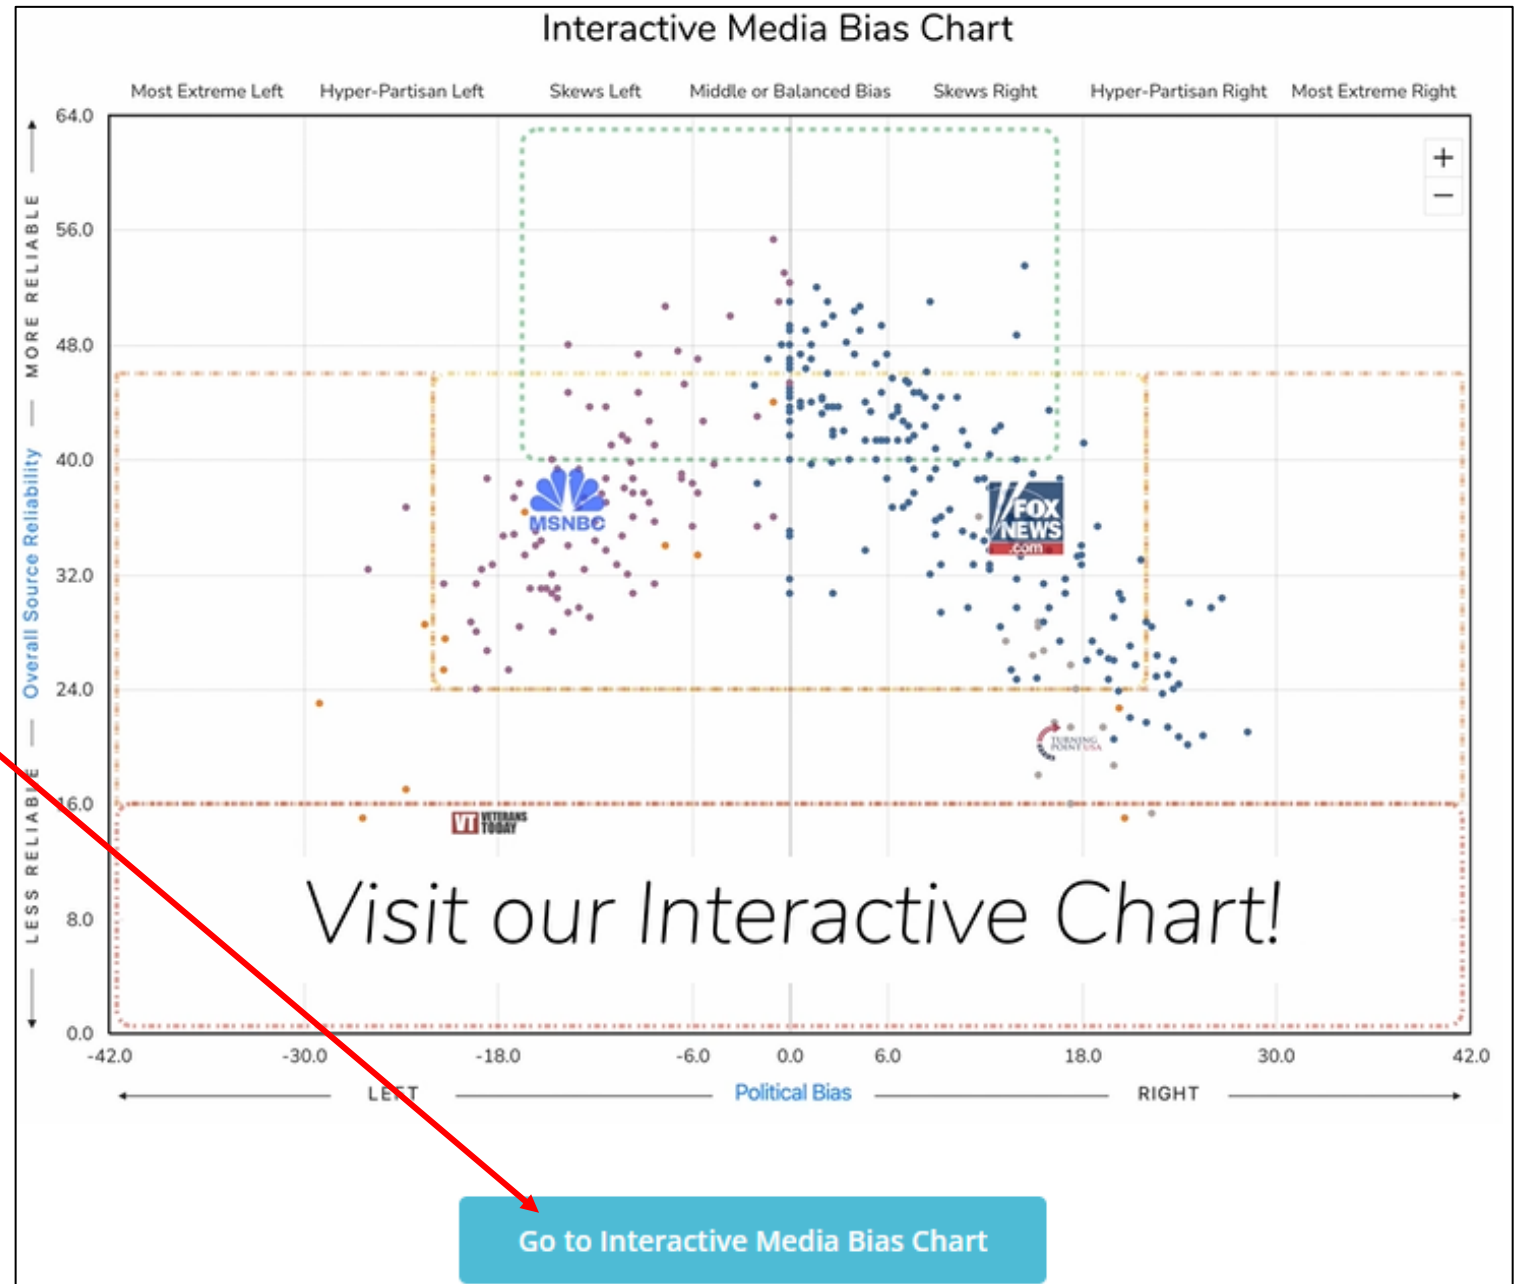 Interactive Media Bias Chart
Most Extreme Left Hyper-Partisan Left Skews Left Middle or Balanced Bias Skews Right Hyper-Partisan Right Most Extreme Right
64.0
56.0
48.0
40.0
32.0
24.0
16.0
8.0
0.0
LESS RELIABLE Overall Source Reliability MORE RELIABLE
+
−
MSNBC
FOX
NEWS
.com
TURNING
POINT USA
VT VETERANS
TODAY
Visit our Interactive Chart!
-42.0 -30.0 -18.0 -6.0 0.0 6.0 18.0 30.0 42.0
LEFT Political Bias RIGHT
Go to Interactive Media Bias Chart